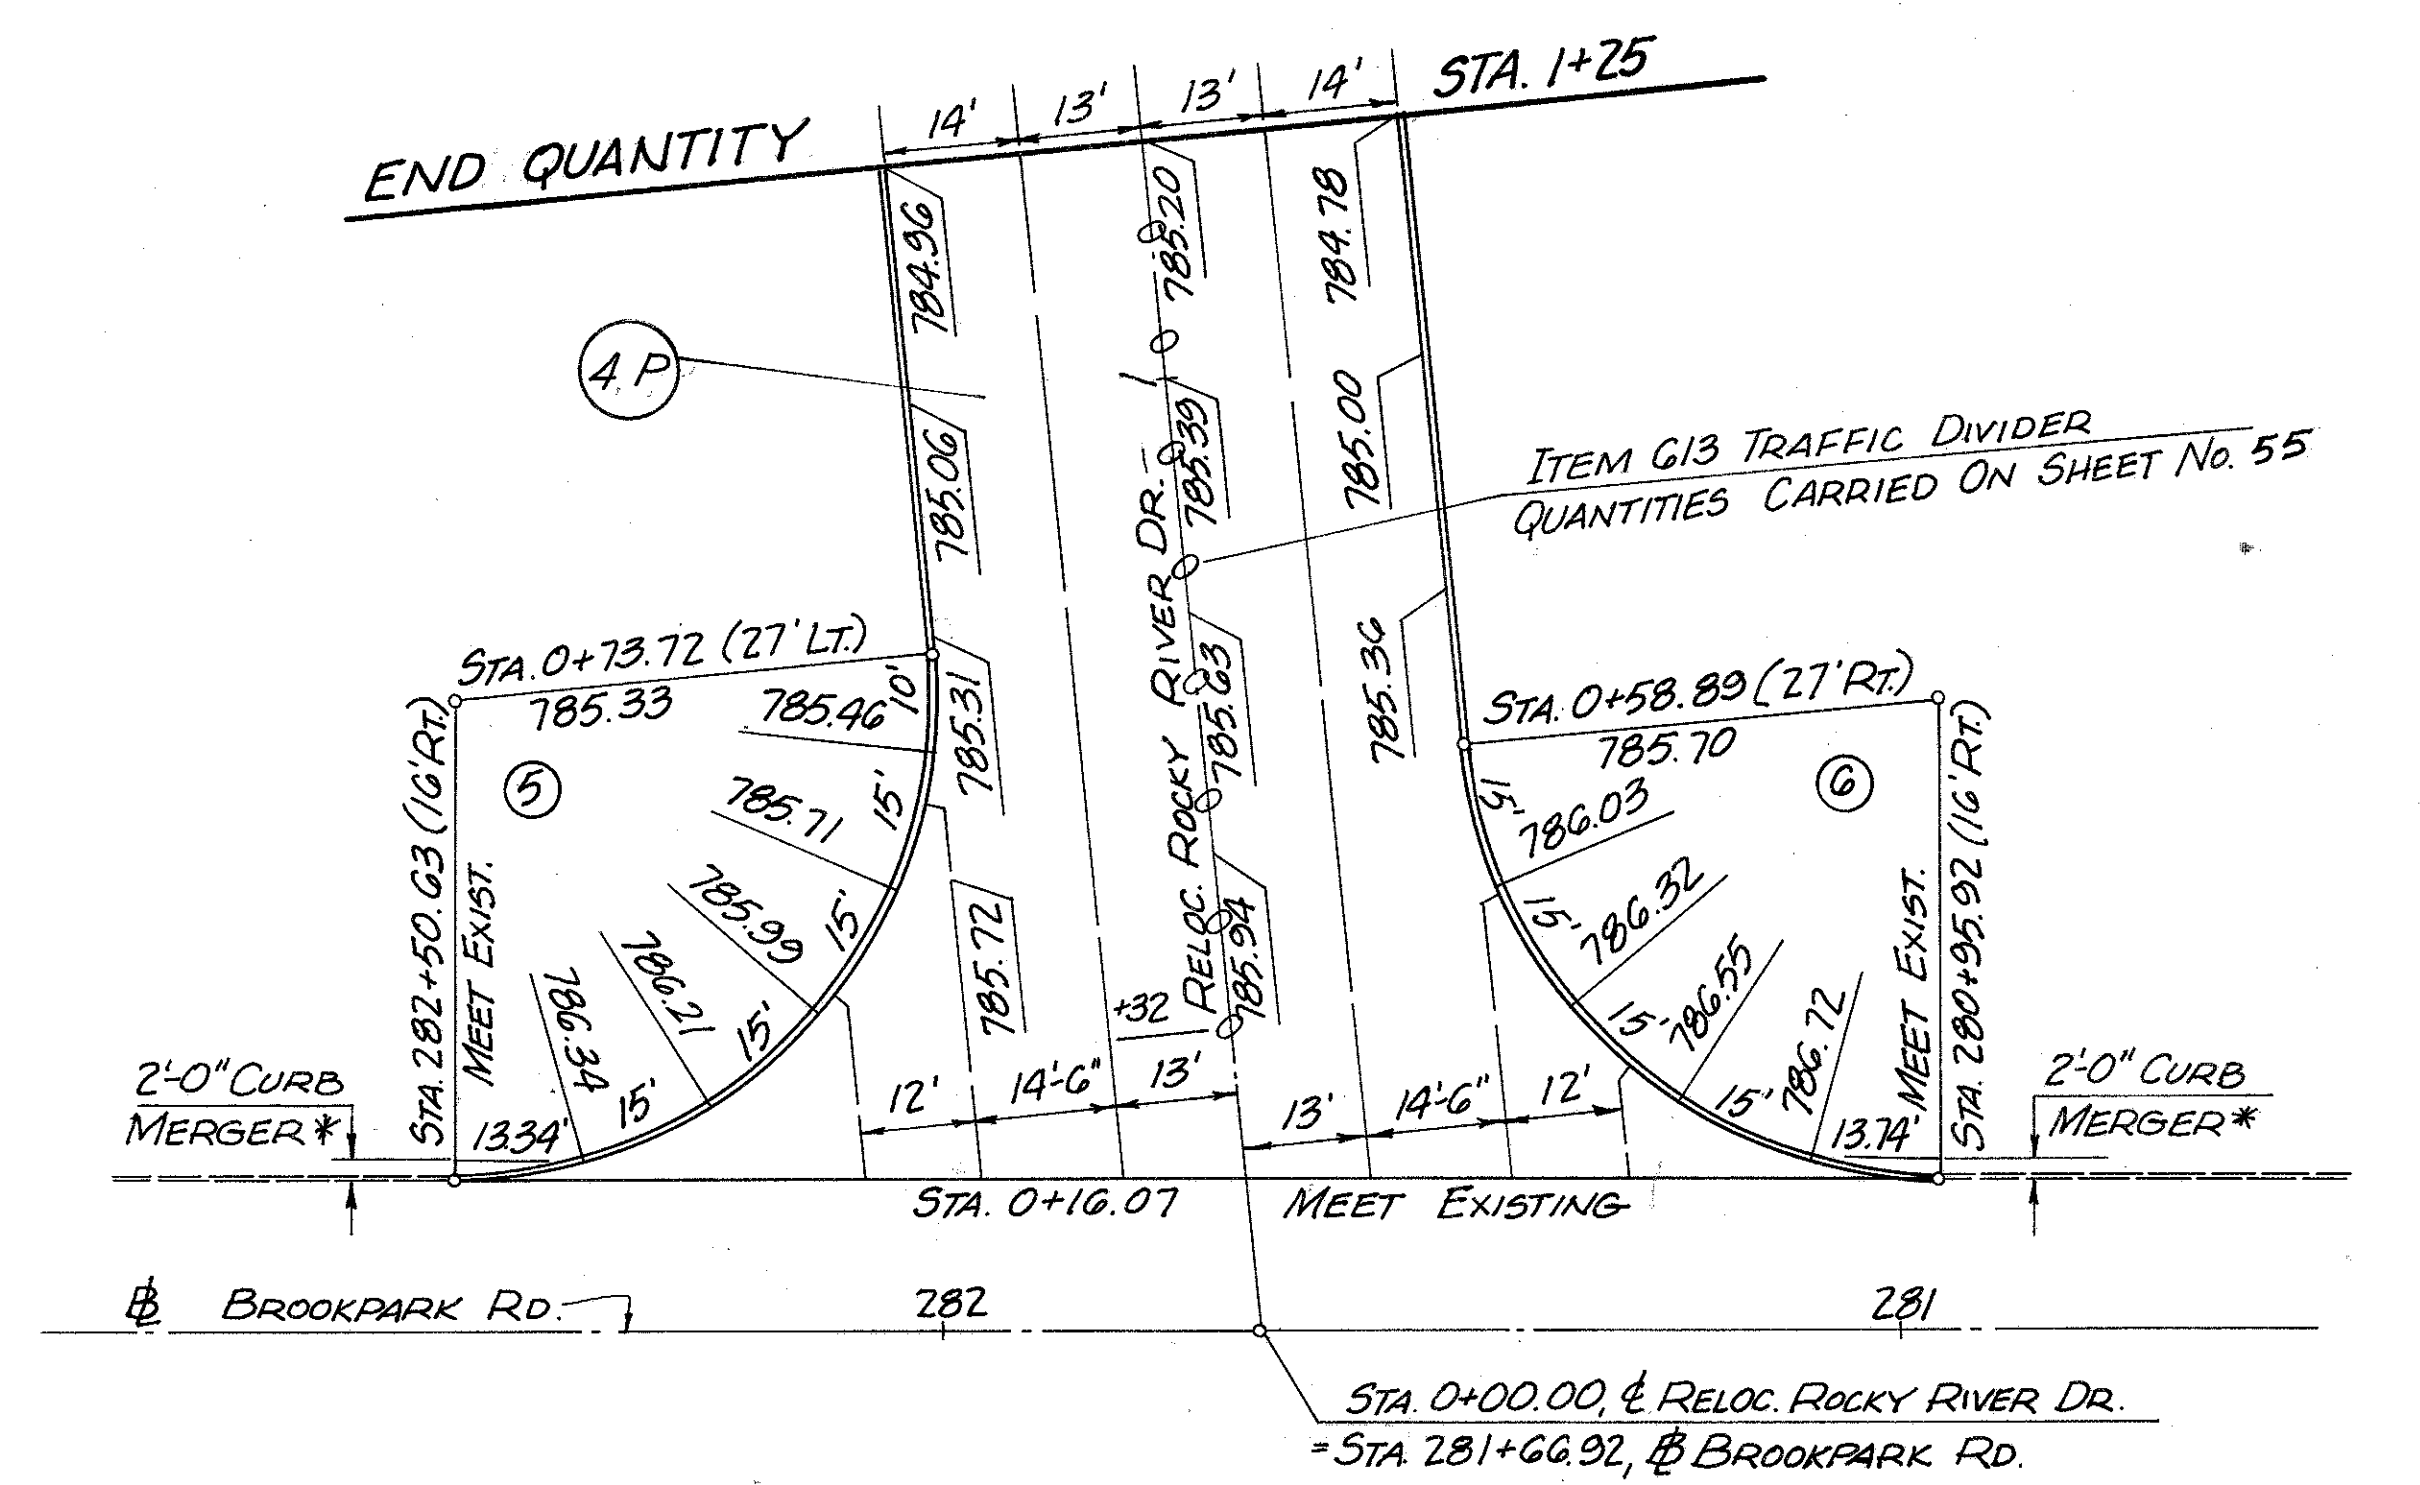 STA. 1+25
14' 13' 13' 14'
END QUANTITY
784.96
785.20
784.78
4 P
785.06
785.39
785.00
1
ITEM 613 TRAFFIC DIVIDER
QUANTITIES CARRIED ON SHEET NO. 55
RELOC. ROCKY RIVER DR.
STA. 0+73.72 (27' LT.)
785.33
785.46
10'
785.31
785.63
785.36
STA. 0+58.89 (27' RT.)
785.70
STA. 282+50.63 (16' RT.)
MEET EXIST.
5
785.71
15'
785.99
15'
786.21
15'
786.34
15'
13.34'
785.72
785.94
+32
6
15'
786.03
15'
786.32
15'
786.55
15'
786.72
13.74'
MEET EXIST.
STA. 280+95.92 (16' RT.)
2'-0" CURB
MERGER *
12' 14'-6" 13'
13' 14'-6" 12'
2'-0" CURB
MERGER *
STA. 0+16.07 MEET EXISTING
BL BROOKPARK RD.
282
281
STA. 0+00.00, CL RELOC. ROCKY RIVER DR.
= STA. 281+66.92, BL BROOKPARK RD.